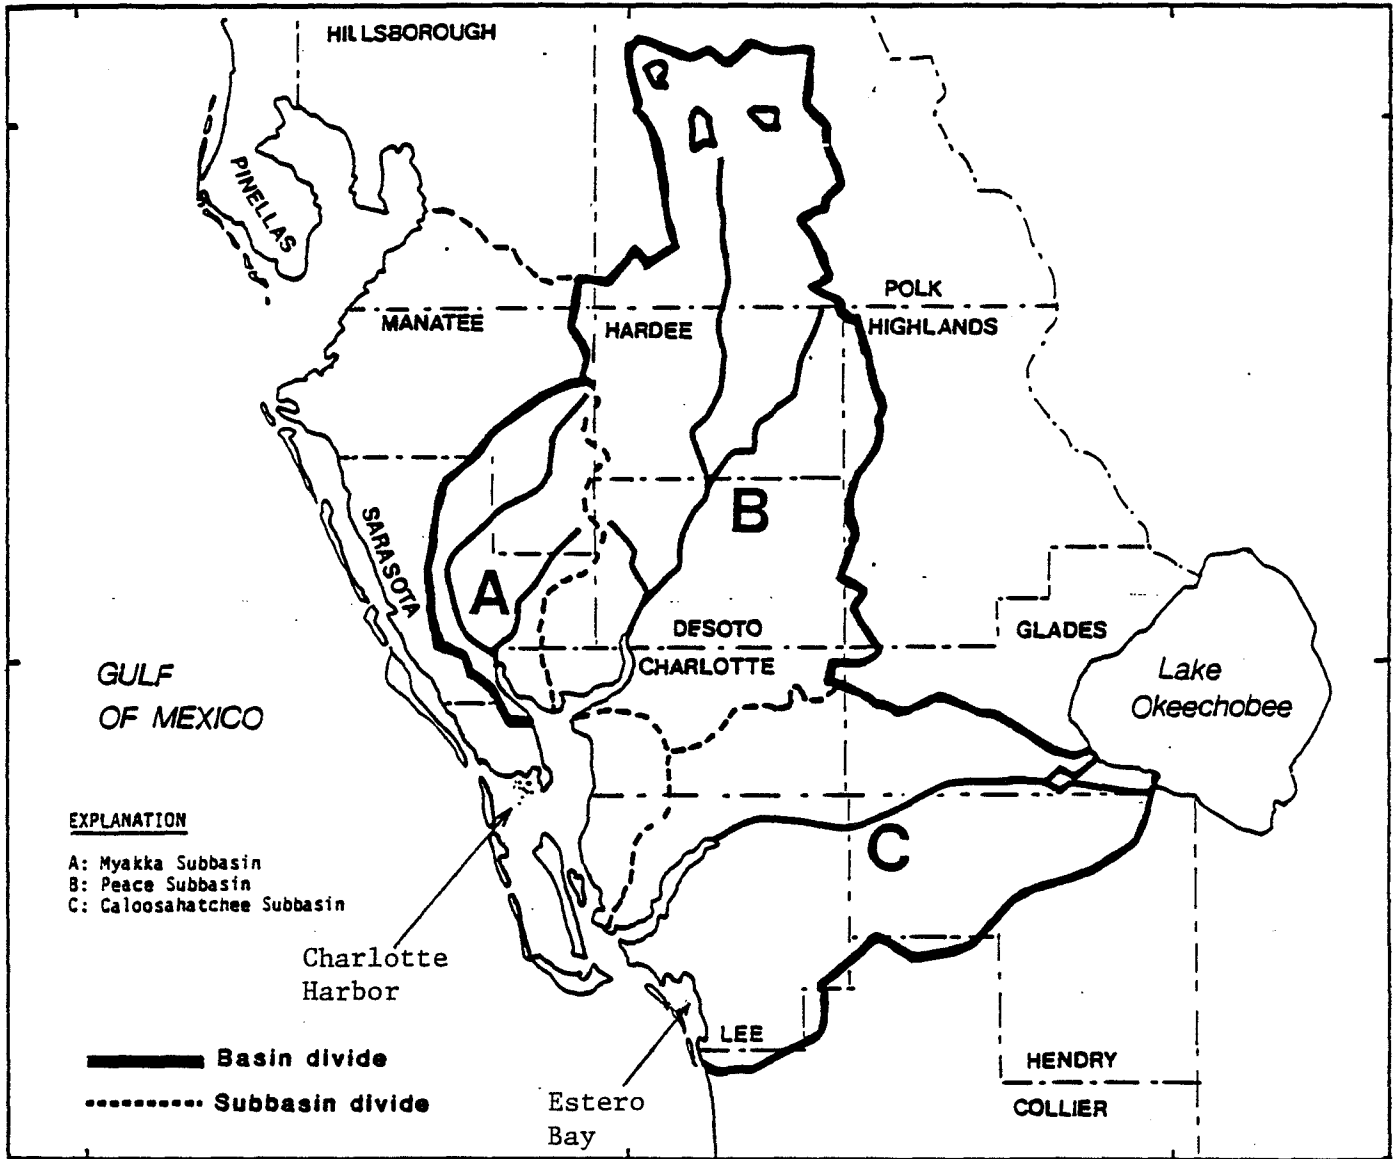 HILLSBOROUGH
PINELLAS
POLK
MANATEE
HARDEE
HIGHLANDS
B
SARASOTA
A
DESOTO
GLADES
CHARLOTTE
GULF
OF MEXICO
Lake
Okeechobee
EXPLANATION
A: Myakka Subbasin
B: Peace Subbasin
C: Caloosahatchee Subbasin
C
Charlotte
Harbor
LEE
Basin divide
HENDRY
Subbasin divide
Estero
Bay
COLLIER